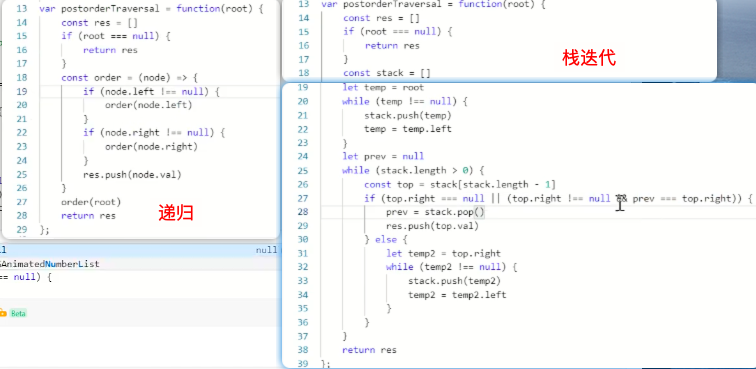 13 var postorderTraversal = function(root) {
14     const res = []
15     if (root === null) {
16         return res
17     }
18     const order = (node) => {
19         if (node.left !== null) {
20             order(node.left)
21         }
22         if (node.right !== null) {
23             order(node.right)
24         }
25         res.push(node.val)
26     }
27     order(root)
28     return res
29 };
递归
null
AnimatedNumberList
== null) {
Beta
13 var postorderTraversal = function(root) {
14     const res = []
15     if (root === null) {
16         return res
17     }
18     const stack = []
栈迭代
19     let temp = root
20     while (temp !== null) {
21         stack.push(temp)
22         temp = temp.left
23     }
24     let prev = null
25     while (stack.length > 0) {
26         const top = stack[stack.length - 1]
27         if (top.right === null || (top.right !== null && prev === top.right)) {
28             prev = stack.pop()
29             res.push(top.val)
30         } else {
31             let temp2 = top.right
32             while (temp2 !== null) {
33                 stack.push(temp2)
34                 temp2 = temp2.left
35             }
36         }
37     }
38     return res
39 };